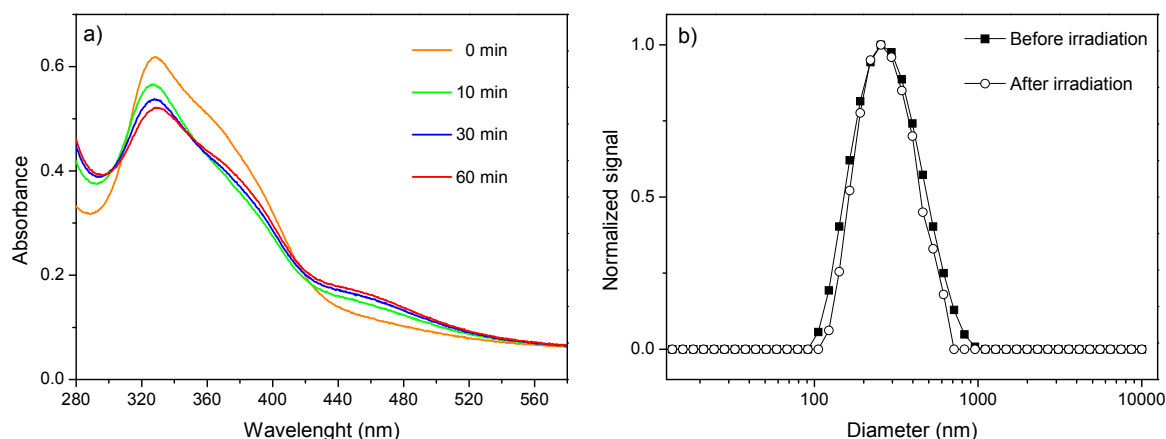 a)
0 min
10 min
30 min
60 min
0.6
0.4
0.2
0.0
Absorbance
280 320 360 400 440 480 520 560
Wavelenght (nm)
b)
Before irradiation
After irradiation
1.0
0.5
0.0
Normalized signal
100 1000 10000
Diameter (nm)